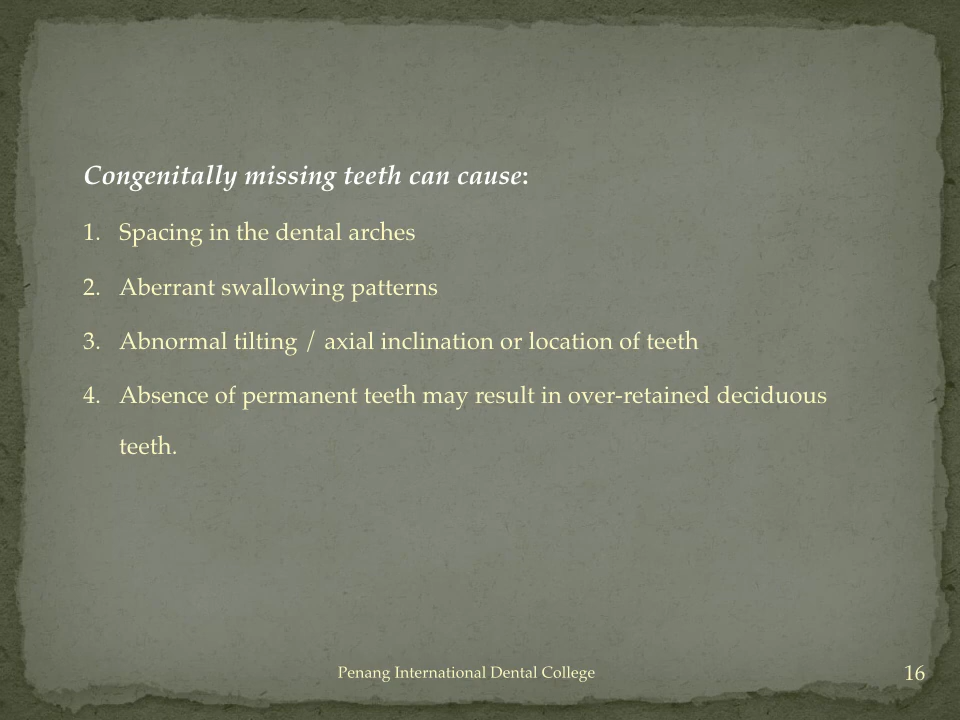 Congenitally missing teeth can cause:
1. Spacing in the dental arches
2. Aberrant swallowing patterns
3. Abnormal tilting / axial inclination or location of teeth
4. Absence of permanent teeth may result in over-retained deciduous
teeth.
Penang International Dental College
16